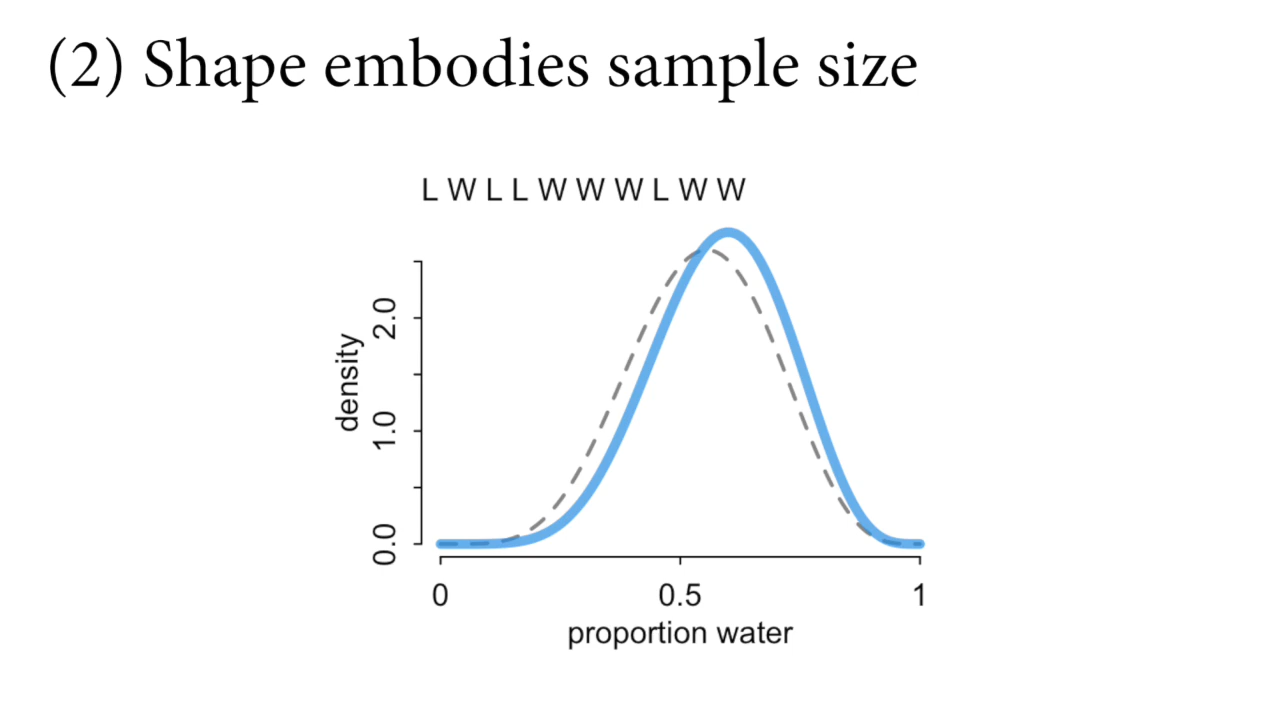 (2) Shape embodies sample size
L W L L W W W L W W
density
2.0
1.0
0.0
0 0.5 1
proportion water